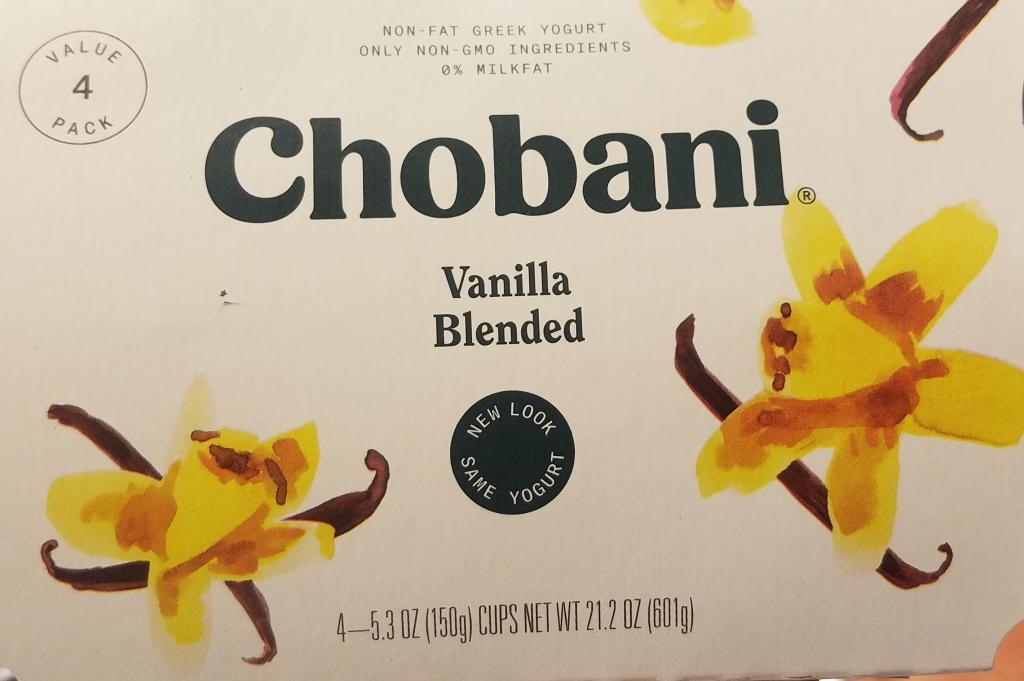 NON-FAT GREEK YOGURT
ONLY NON-GMO INGREDIENTS
0% MILKFAT
VALUE
4
PACK
Chobani®
Vanilla
Blended
NEW LOOK
SAME YOGURT
4—5.3 OZ (150g) CUPS NET WT 21.2 OZ (601g)